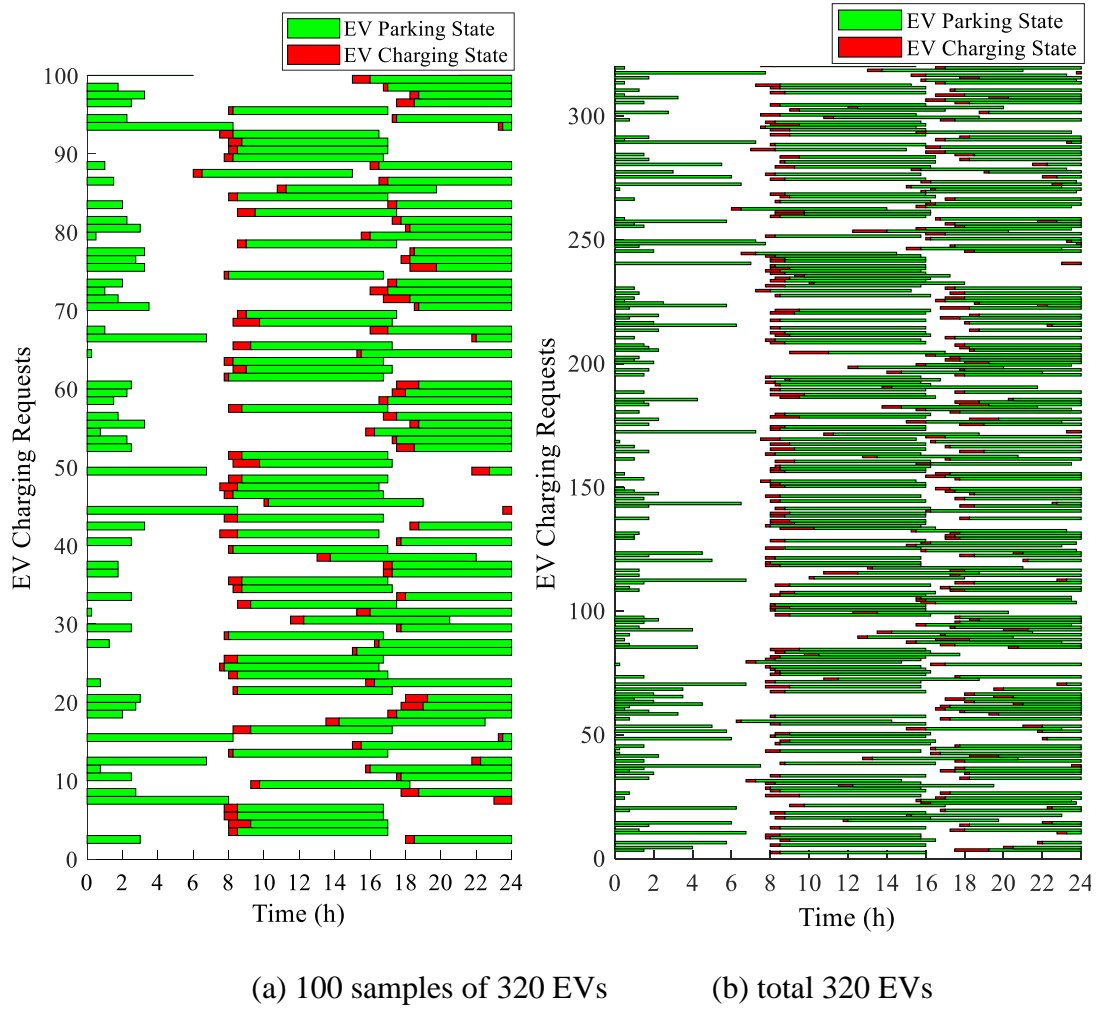 EV Parking State
EV Charging State
100
90
80
70
60
50
40
30
20
10
0
EV Charging Requests
0 2 4 6 8 10 12 14 16 18 20 22 24
Time (h)
EV Parking State
EV Charging State
300
250
200
150
100
50
0
EV Charging Requests
0 2 4 6 8 10 12 14 16 18 20 22 24
Time (h)
(a) 100 samples of 320 EVs (b) total 320 EVs